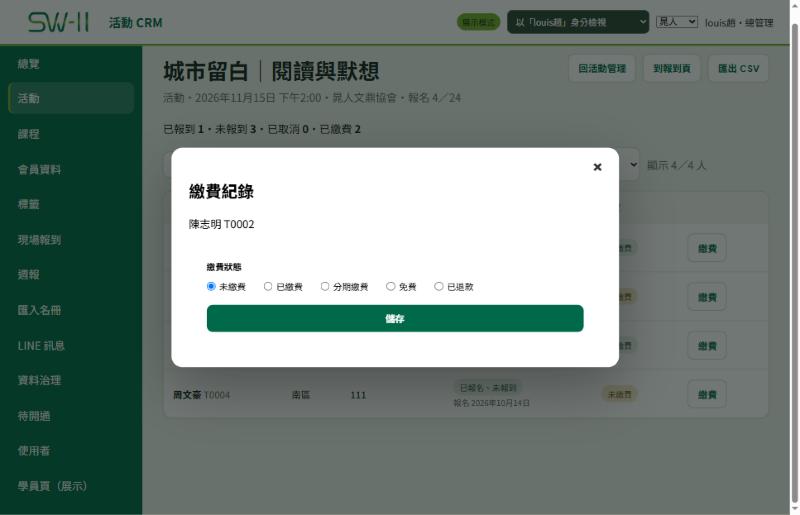 SW-II 活動 CRM
展示模式
以「louis趙」身分檢視
晁人
louis趙・總管理
總覽
活動
課程
會員資料
標籤
現場報到
週報
匯入名冊
LINE 訊息
資料治理
待開通
使用者
學員頁（展示）
城市留白｜閱讀與默想
回活動管理
到報到頁
匯出 CSV
活動・2026年11月15日 下午2:00・晁人文鼎協會・報名 4／24
已報到 1・未報到 3・已取消 0・已繳費 2
顯示 4／4 人
繳費紀錄
陳志明 T0002
繳費狀態
未繳費
已繳費
分期繳費
免費
已退款
儲存
繳費
繳費
繳費
周文豪 T0004
南區
111
已報名、未報到
報名 2026年10月14日
未繳費
繳費